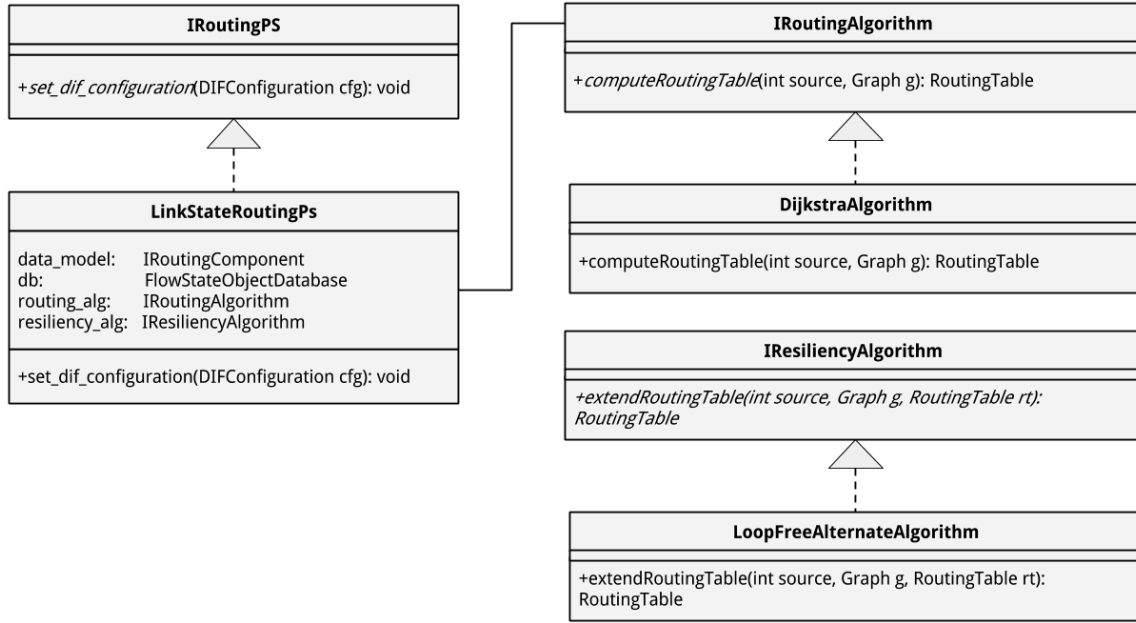 IRoutingPS
+set_dif_configuration(DIFConfiguration cfg): void
LinkStateRoutingPs
data_model: IRoutingComponent
db: FlowStateObjectDatabase
routing_alg: IRoutingAlgorithm
resiliency_alg: IResiliencyAlgorithm
+set_dif_configuration(DIFConfiguration cfg): void
IRoutingAlgorithm
+computeRoutingTable(int source, Graph g): RoutingTable
DijkstraAlgorithm
+computeRoutingTable(int source, Graph g): RoutingTable
IResiliencyAlgorithm
+extendRoutingTable(int source, Graph g, RoutingTable rt):
RoutingTable
LoopFreeAlternateAlgorithm
+extendRoutingTable(int source, Graph g, RoutingTable rt):
RoutingTable